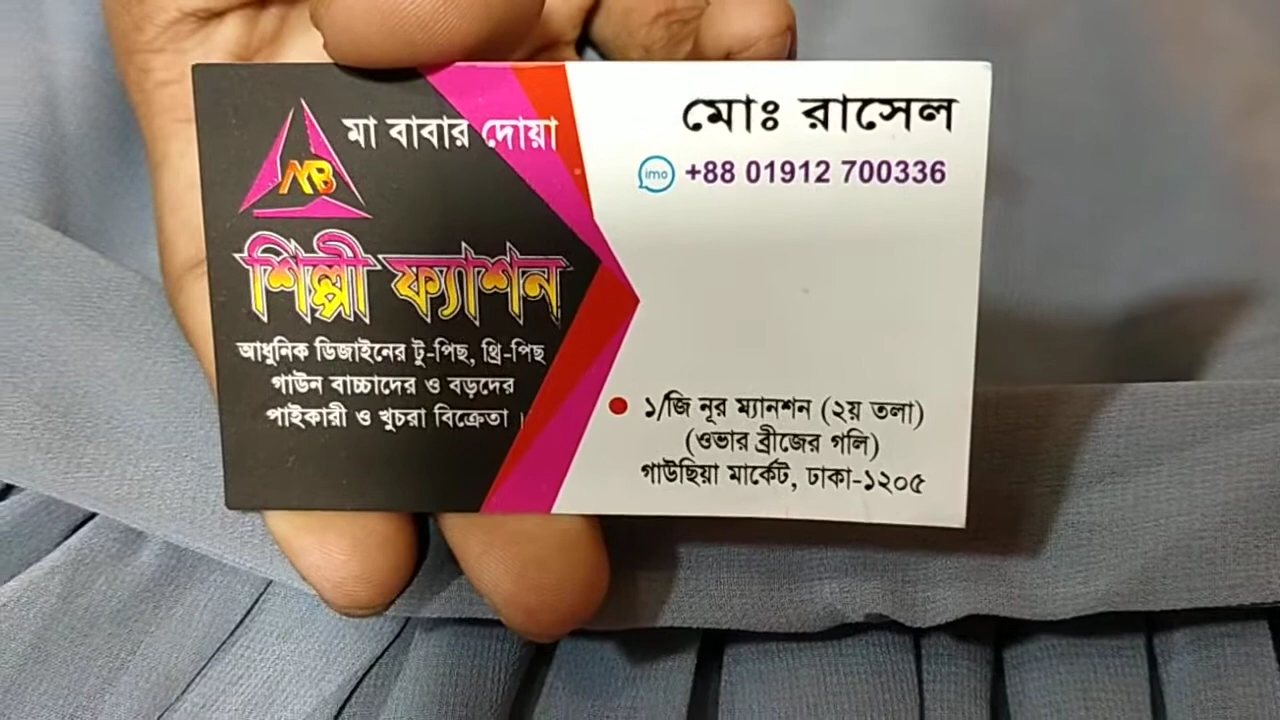 মা বাবার দোয়া
MB
শিল্পী ফ্যাশন
আধুনিক ডিজাইনের টু-পিছ, থ্রি-পিছ
গাউন বাচ্চাদের ও বড়দের
পাইকারী ও খুচরা বিক্রেতা।
মোঃ রাসেল
imo +88 01912 700336
১/জি নূর ম্যানশন (২য় তলা)
(ওভার ব্রীজের গলি)
গাউছিয়া মার্কেট, ঢাকা-১২০৫